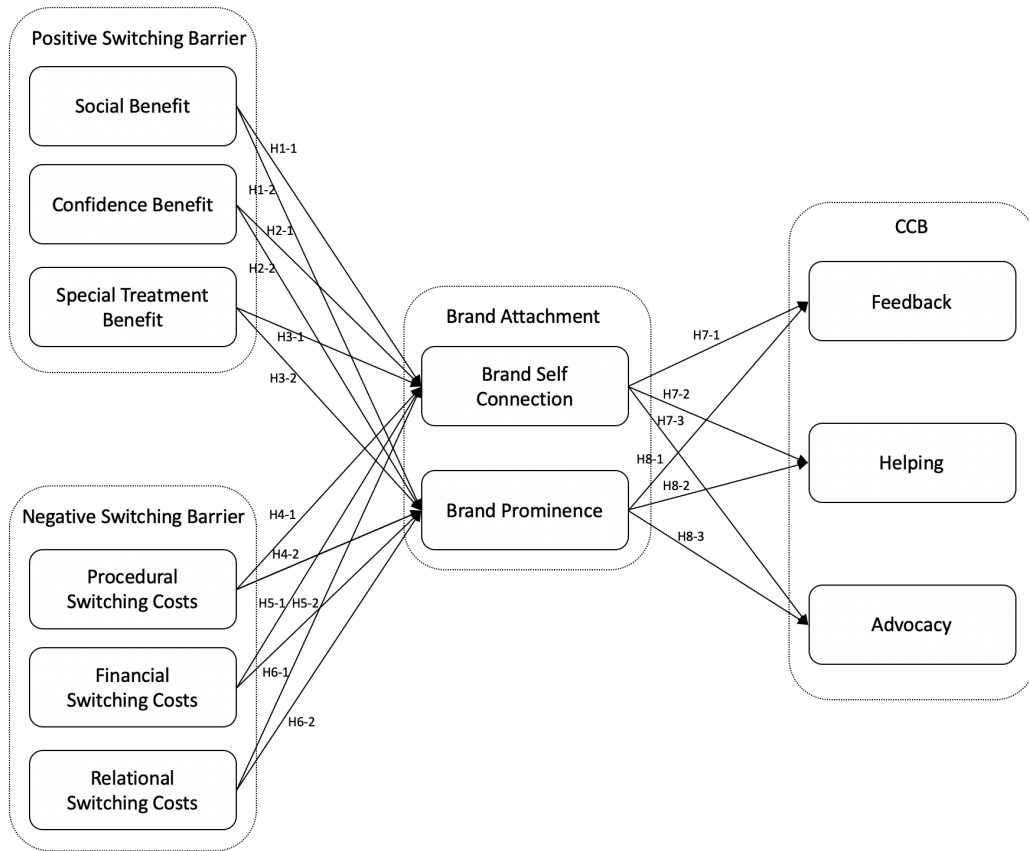 Positive Switching Barrier
Social Benefit
H1-1
H1-2
Confidence Benefit
H2-1
H2-2
Special Treatment
Benefit
H3-1
H3-2
Negative Switching Barrier
Procedural
Switching Costs
H4-1
H4-2
H5-1
H5-2
Financial
Switching Costs
H6-1
H6-2
Relational
Switching Costs
Brand Attachment
Brand Self
Connection
Brand Prominence
H7-1
H7-2
H7-3
H8-1
H8-2
H8-3
CCB
Feedback
Helping
Advocacy